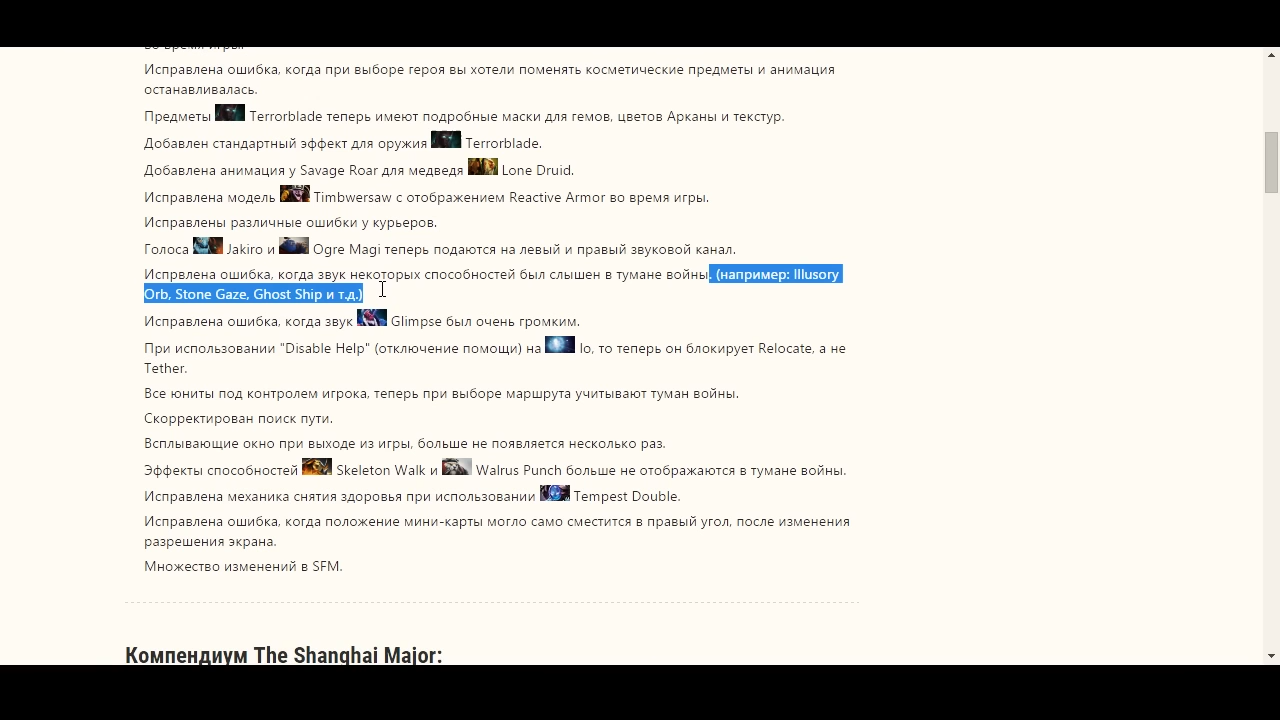 во время игры.
Исправлена ошибка, когда при выборе героя вы хотели поменять косметические предметы и анимация
останавливалась.
Предметы Terrorblade теперь имеют подробные маски для гемов, цветов Арканы и текстур.
Добавлен стандартный эффект для оружия Terrorblade.
Добавлена анимация у Savage Roar для медведя Lone Druid.
Исправлена модель Timbwersaw с отображением Reactive Armor во время игры.
Исправлены различные ошибки у курьеров.
Голоса Jakiro и Ogre Magi теперь подаются на левый и правый звуковой канал.
Испрвлена ошибка, когда звук некоторых способностей был слышен в тумане войны. (например: Illusory
Orb, Stone Gaze, Ghost Ship и т.д.)
Исправлена ошибка, когда звук Glimpse был очень громким.
При использовании "Disable Help" (отключение помощи) на Io, то теперь он блокирует Relocate, а не
Tether.
Все юниты под контролем игрока, теперь при выборе маршрута учитывают туман войны.
Скорректирован поиск пути.
Всплывающие окно при выходе из игры, больше не появляется несколько раз.
Эффекты способностей Skeleton Walk и Walrus Punch больше не отображаются в тумане войны.
Исправлена механика снятия здоровья при использовании Tempest Double.
Исправлена ошибка, когда положение мини-карты могло само сместится в правый угол, после изменения
разрешения экрана.
Множество изменений в SFM.
Компендиум The Shanghai Major: